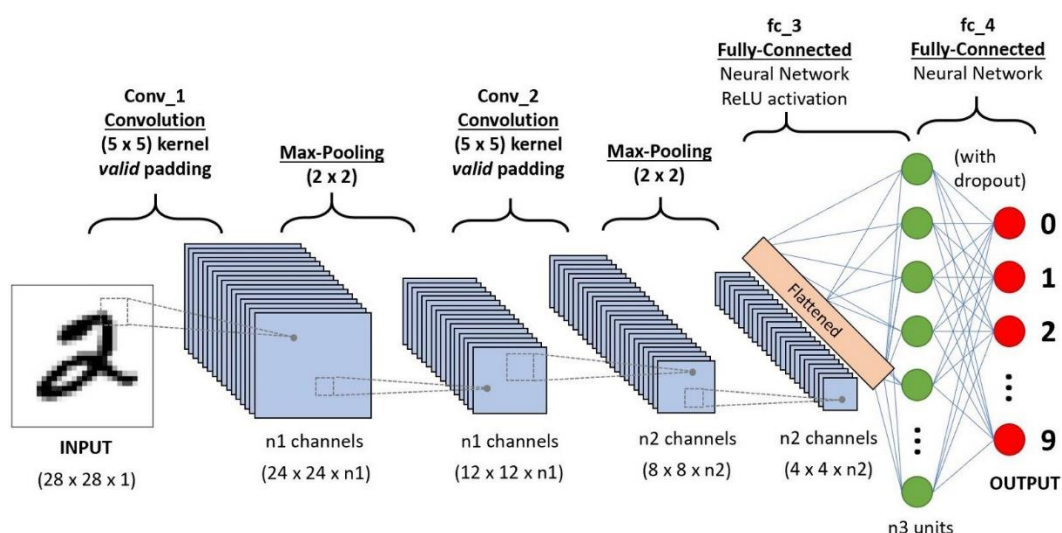 fc_3
Fully-Connected
Neural Network
ReLU activation
fc_4
Fully-Connected
Neural Network
Conv_1
Convolution
(5 x 5) kernel
valid padding
Max-Pooling
(2 x 2)
Conv_2
Convolution
(5 x 5) kernel
valid padding
Max-Pooling
(2 x 2)
(with
dropout)
Flattened
0
1
2
9
INPUT
(28 x 28 x 1)
n1 channels
(24 x 24 x n1)
n1 channels
(12 x 12 x n1)
n2 channels
(8 x 8 x n2)
n2 channels
(4 x 4 x n2)
OUTPUT
n3 units
2